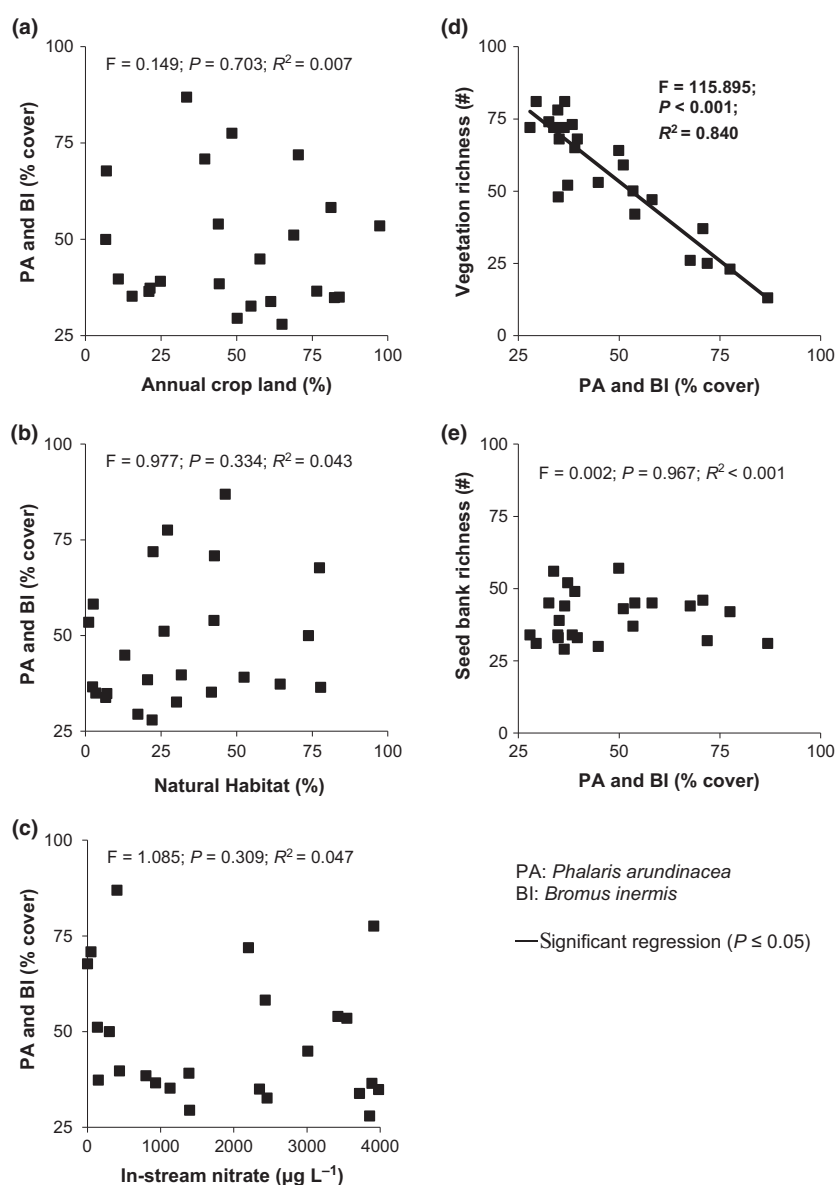 (a)
F = 0.149; P = 0.703; R² = 0.007
PA and BI (% cover)
100
75
50
25
0
25
50
75
100
Annual crop land (%)
(b)
F = 0.977; P = 0.334; R² = 0.043
PA and BI (% cover)
100
75
50
25
0
25
50
75
100
Natural Habitat (%)
(c)
F = 1.085; P = 0.309; R² = 0.047
PA and BI (% cover)
100
75
50
25
0
1000
2000
3000
4000
In-stream nitrate (µg L⁻¹)
(d)
F = 115.895;
P < 0.001;
R² = 0.840
Vegetation richness (#)
100
75
50
25
0
25
50
75
100
PA and BI (% cover)
(e)
F = 0.002; P = 0.967; R² < 0.001
Seed bank richness (#)
100
75
50
25
0
25
50
75
100
PA and BI (% cover)
PA: Phalaris arundinacea
BI: Bromus inermis
Significant regression (P ≤ 0.05)